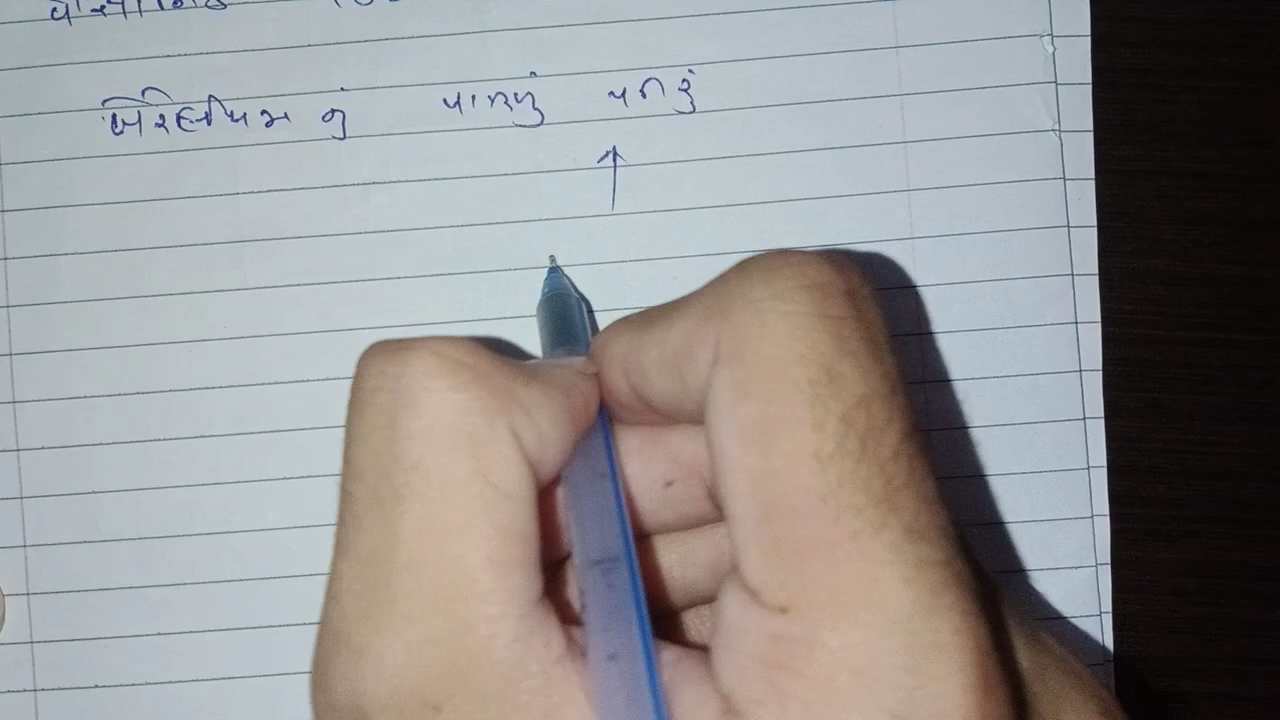 બેરિલીયમ નું પાતળું પતરું